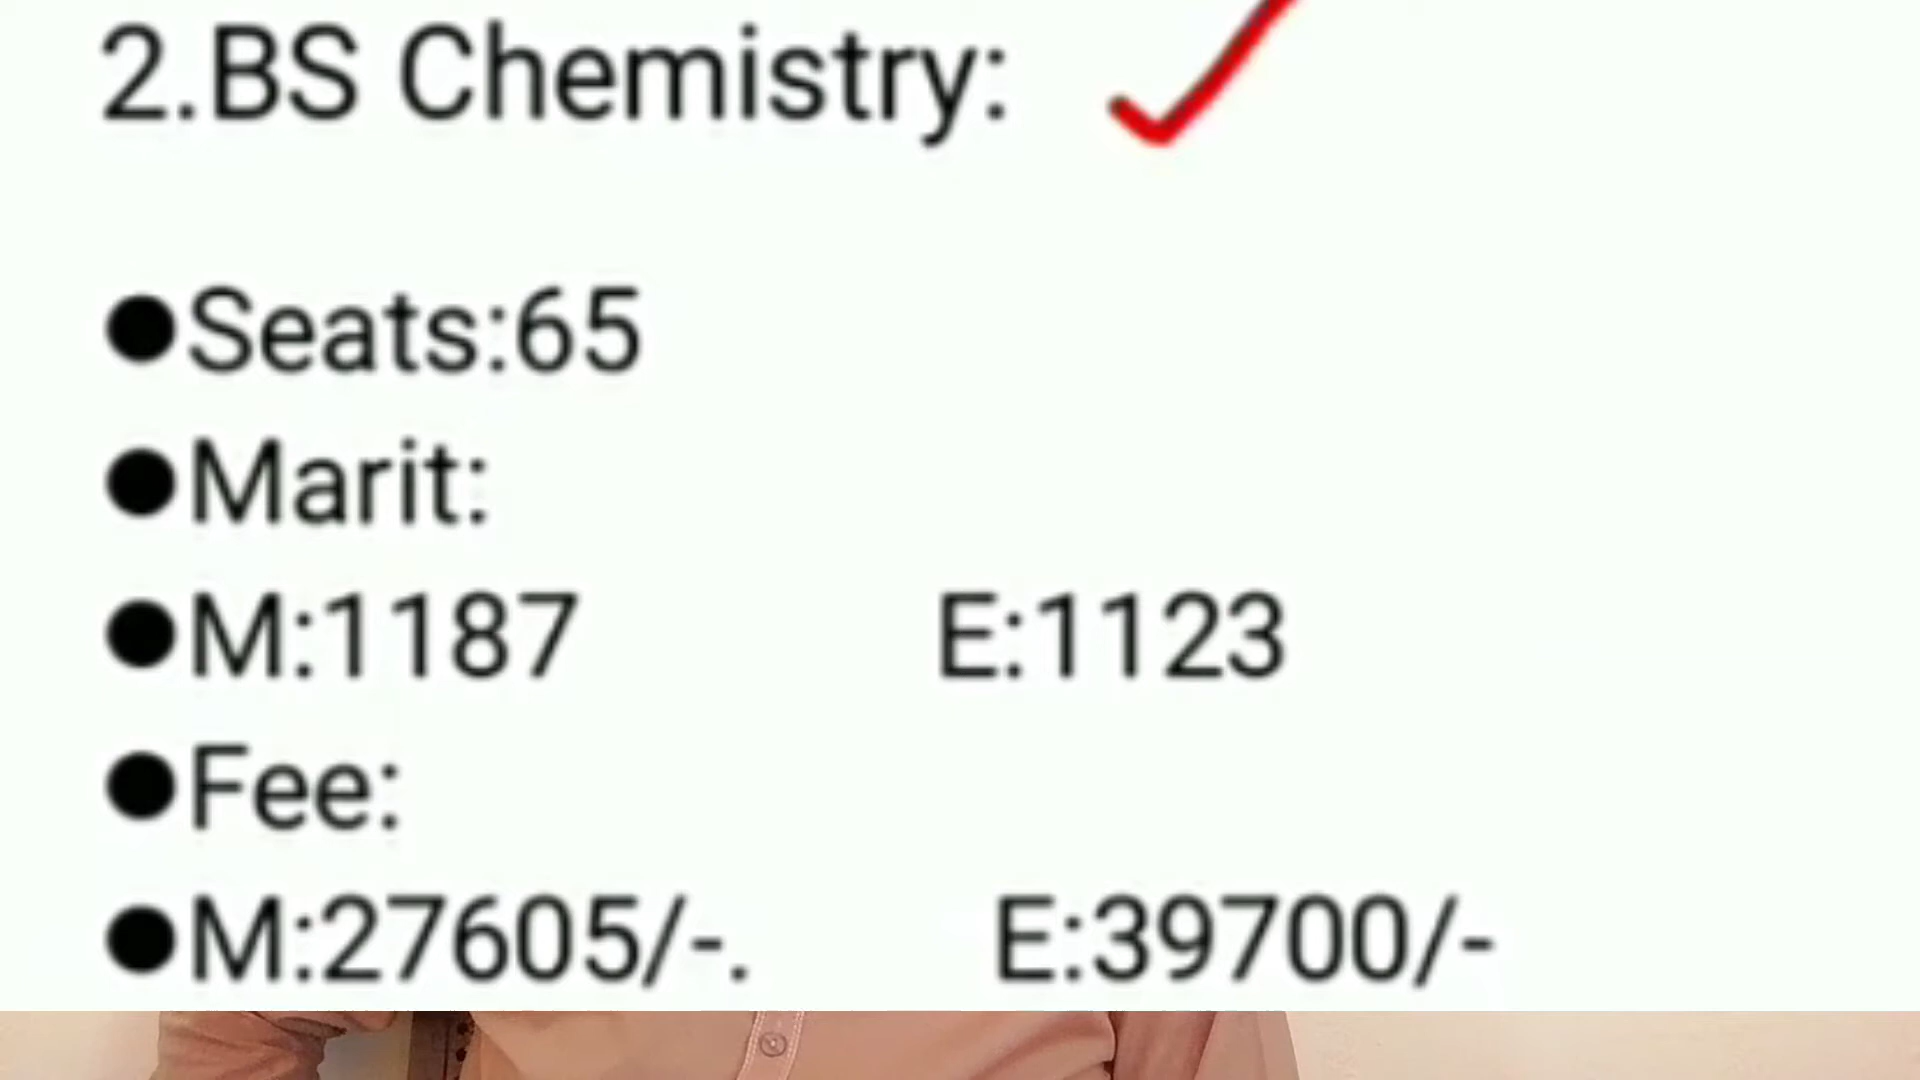 2.BS Chemistry:
●Seats:65
●Marit:
●M:1187 E:1123
●Fee:
●M:27605/-. E:39700/-